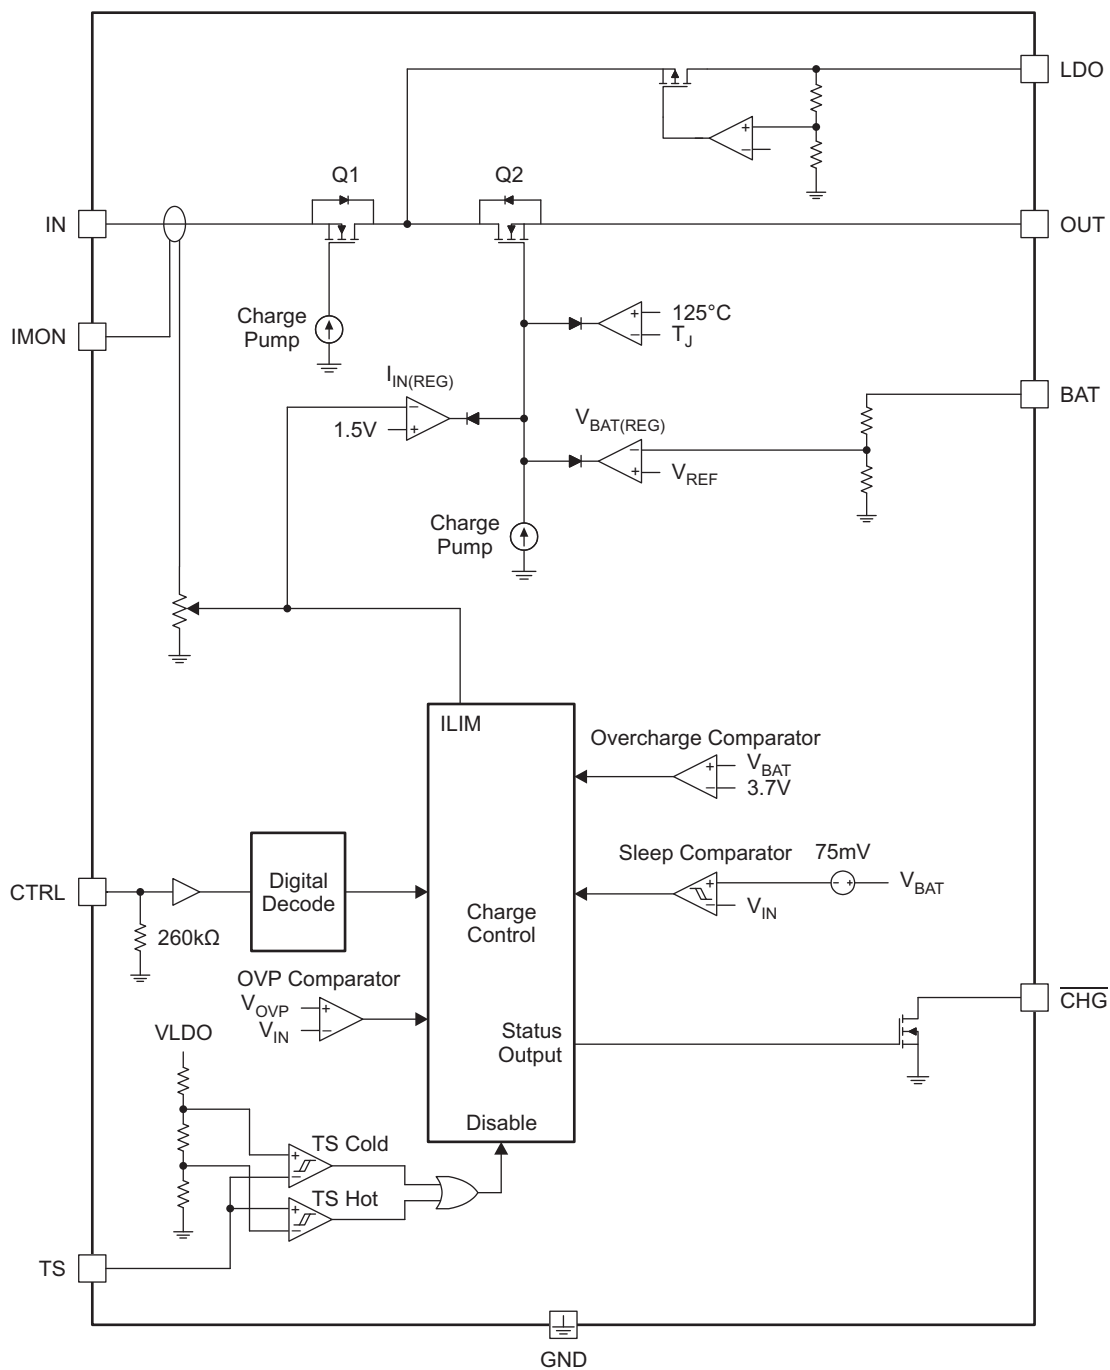 LDO
Q1
Q2
IN
OUT
+
−
Charge
Pump
IMON
+
−
125°C
TJ
IIN(REG)
−
+
1.5V
BAT
VBAT(REG)
−
+
VREF
Charge
Pump
ILIM
Overcharge Comparator
+
−
VBAT
3.7V
Sleep Comparator
75mV
+
−
− +
VBAT
VIN
CTRL
Digital
Decode
260kΩ
Charge
Control
OVP Comparator
VOVP
VIN
+
−
CHG
Status
Output
VLDO
Disable
TS Cold
+
−
TS Hot
+
−
TS
GND